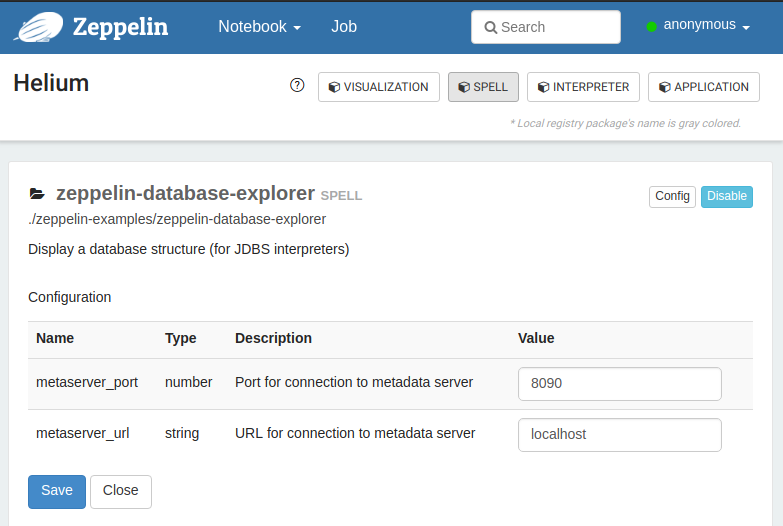 Zeppelin Notebook Job Search anonymous
Helium ? VISUALIZATION SPELL INTERPRETER APPLICATION
* Local registry package's name is gray colored.
zeppelin-database-explorer SPELL Config Disable
./zeppelin-examples/zeppelin-database-explorer
Display a database structure (for JDBS interpreters)
Configuration
Name Type Description Value
metaserver_port number Port for connection to metadata server 8090
metaserver_url string URL for connection to metadata server localhost
Save Close